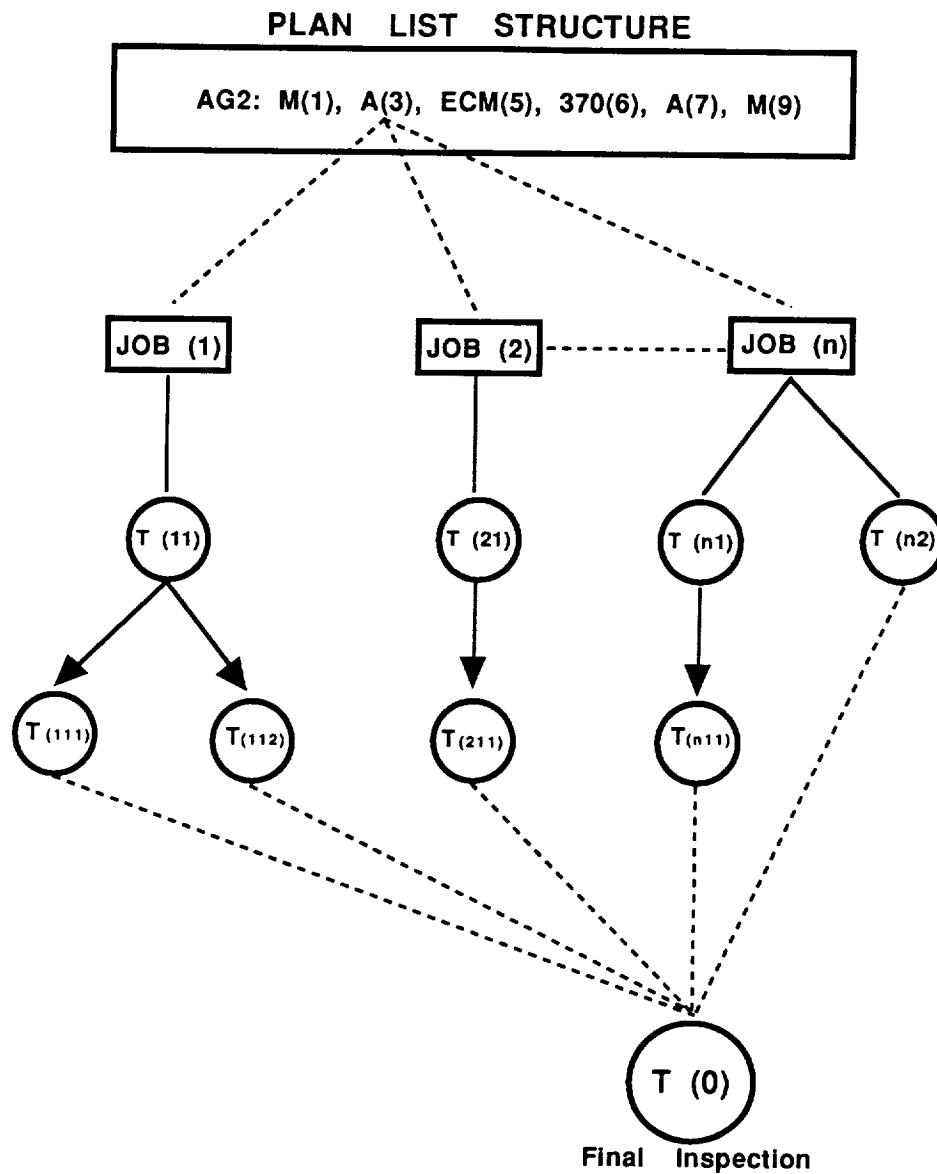 PLAN LIST STRUCTURE
AG2: M(1), A(3), ECM(5), 370(6), A(7), M(9)
JOB (1)
JOB (2)
JOB (n)
T (11)
T (21)
T (n1)
T (n2)
T (111)
T (112)
T (211)
T (n11)
T (0)
Final Inspection